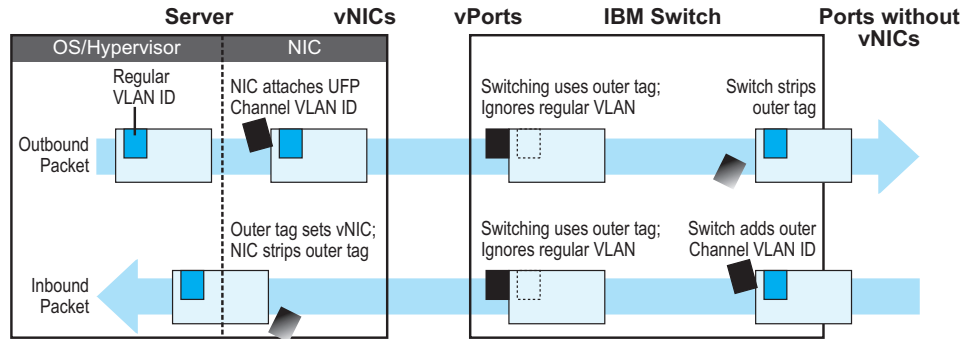 Server
vNICs
vPorts
IBM Switch
Ports without
vNICs
OS/Hypervisor
NIC
Regular
VLAN ID
NIC attaches UFP
Channel VLAN ID
Switching uses outer tag;
Ignores regular VLAN
Switch strips
outer tag
Outbound
Packet
Outer tag sets vNIC;
NIC strips outer tag
Switching uses outer tag;
Ignores regular VLAN
Switch adds outer
Channel VLAN ID
Inbound
Packet